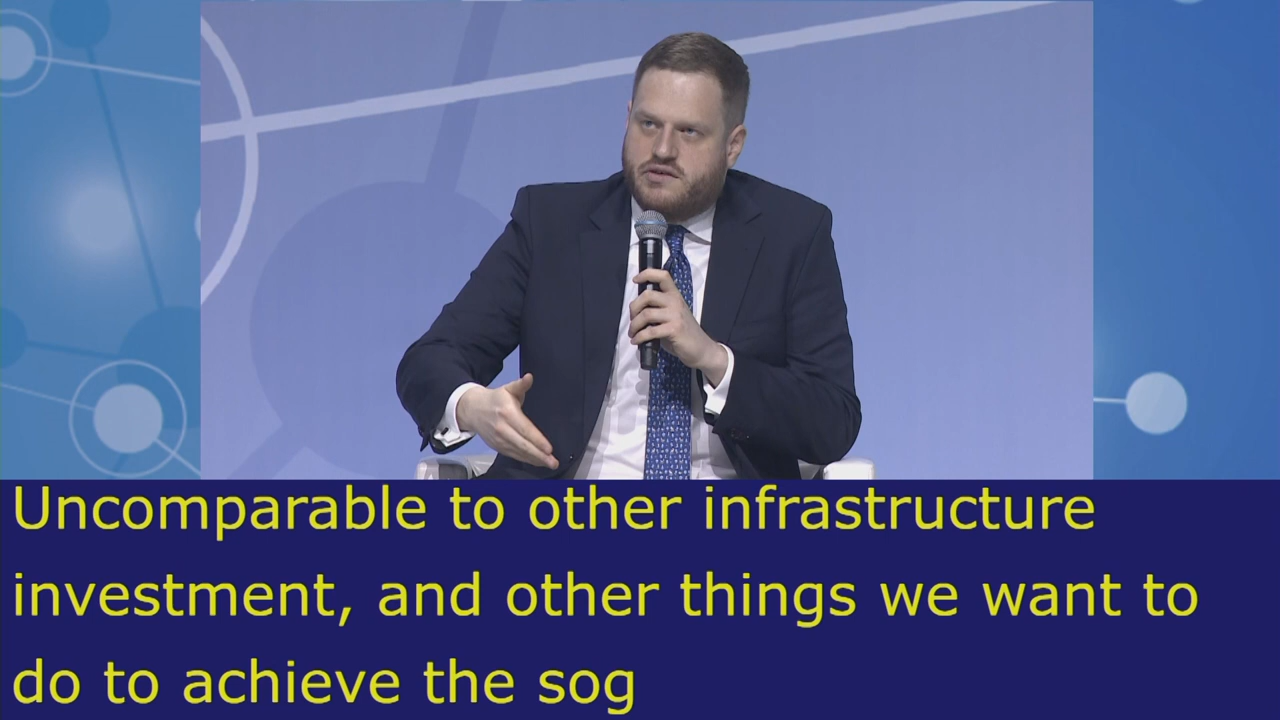 Uncomparable to other infrastructure
investment, and other things we want to
do to achieve the sog